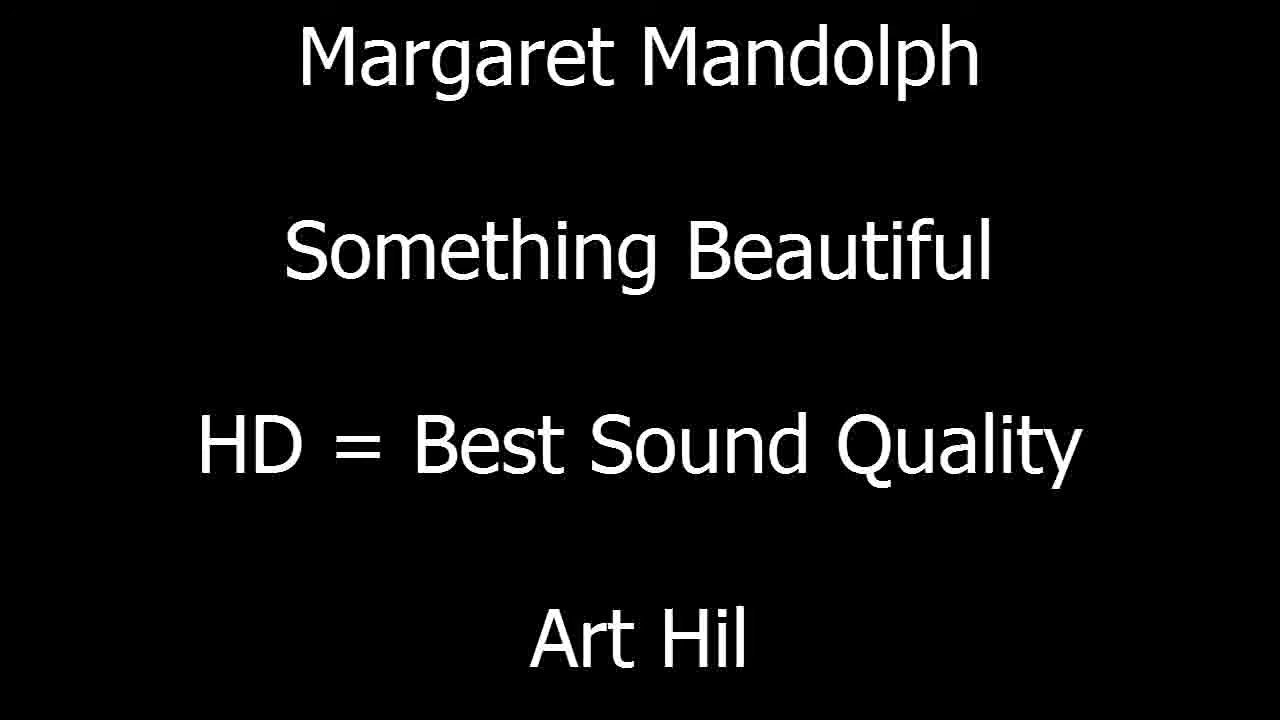 Margaret Mandolph
Something Beautiful
HD = Best Sound Quality
Art Hil